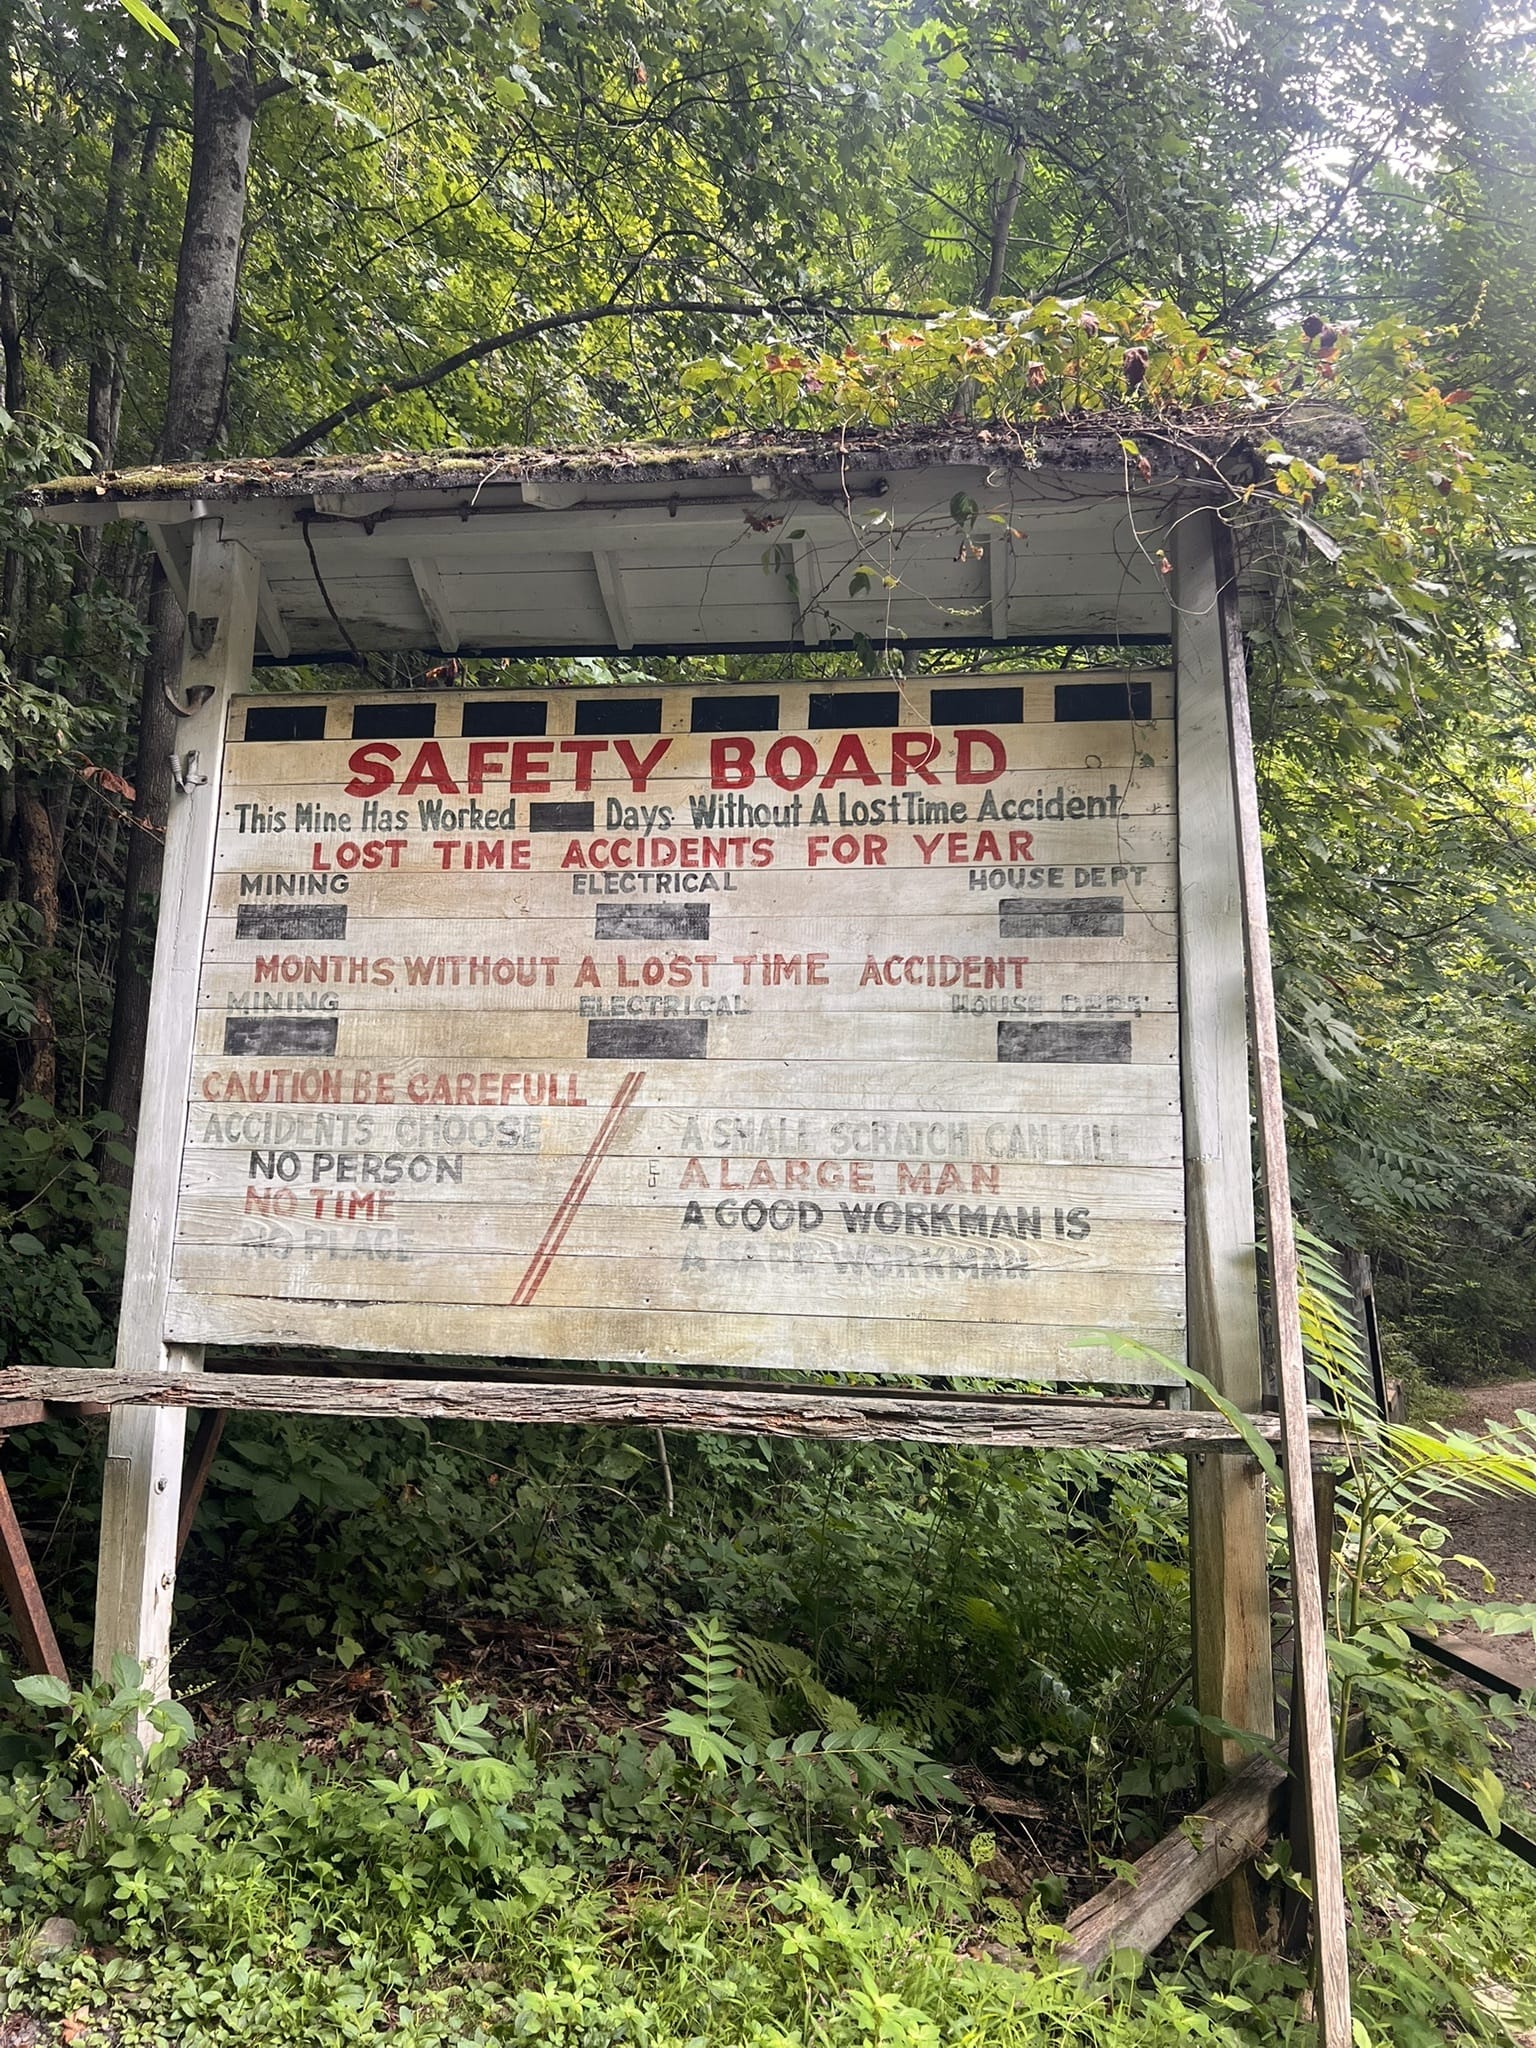 SAFETY BOARD
This Mine Has Worked Days Without A Lost Time Accident.
LOST TIME ACCIDENTS FOR YEAR
MINING ELECTRICAL HOUSE DEPT
MONTHS WITHOUT A LOST TIME ACCIDENT
MINING ELECTRICAL HOUSE DEPT
CAUTION BE CAREFULL
ACCIDENTS CHOOSE
NO PERSON
NO TIME
NO PLACE
A SMALL SCRATCH CAN KILL
A LARGE MAN
A GOOD WORKMAN IS
A SAFE WORKMAN